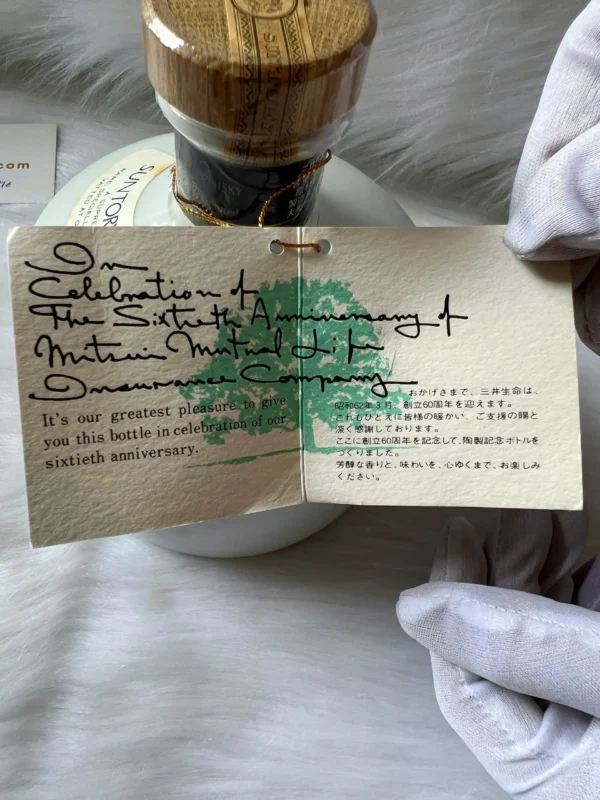 In
Celebration of
The Sixtieth Anniversary of
Mitsui Mutual Life
Insurance Company
It's our greatest pleasure to give
you this bottle in celebration of our
sixtieth anniversary.
おかげさまで、三井生命は、
昭和62年3月、創立60周年を迎えます。
これもひとえに皆様の暖かい、ご支援の賜と
深く感謝しております。
ここに創立60周年を記念して、陶製記念ボトルを
つくりました。
芳醇な香りと、味わいを、心ゆくまで、お楽しみ
ください。
SUNTOR
.com